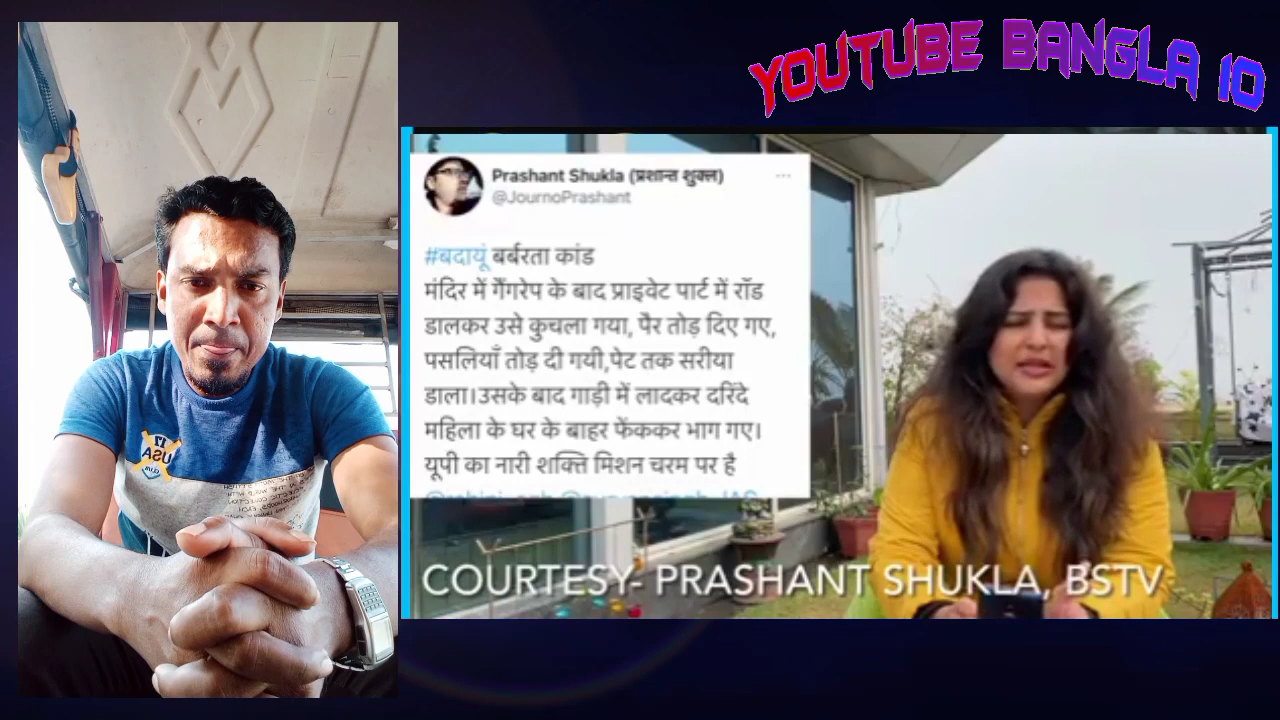 YOUTUBE BANGLA 10
Prashant Shukla (प्रशान्त शुक्ल)
@JournoPrashant
#बदायूं बर्बरता कांड
मंदिर में गैंगरेप के बाद प्राइवेट पार्ट में रॉड
डालकर उसे कुचला गया, पैर तोड़ दिए गए,
पसलियाँ तोड़ दी गयी,पेट तक सरीया
डाला।उसके बाद गाड़ी में लादकर दरिंदे
महिला के घर के बाहर फेंककर भाग गए।
यूपी का नारी शक्ति मिशन चरम पर है
COURTESY- PRASHANT SHUKLA, BSTV
17
USA